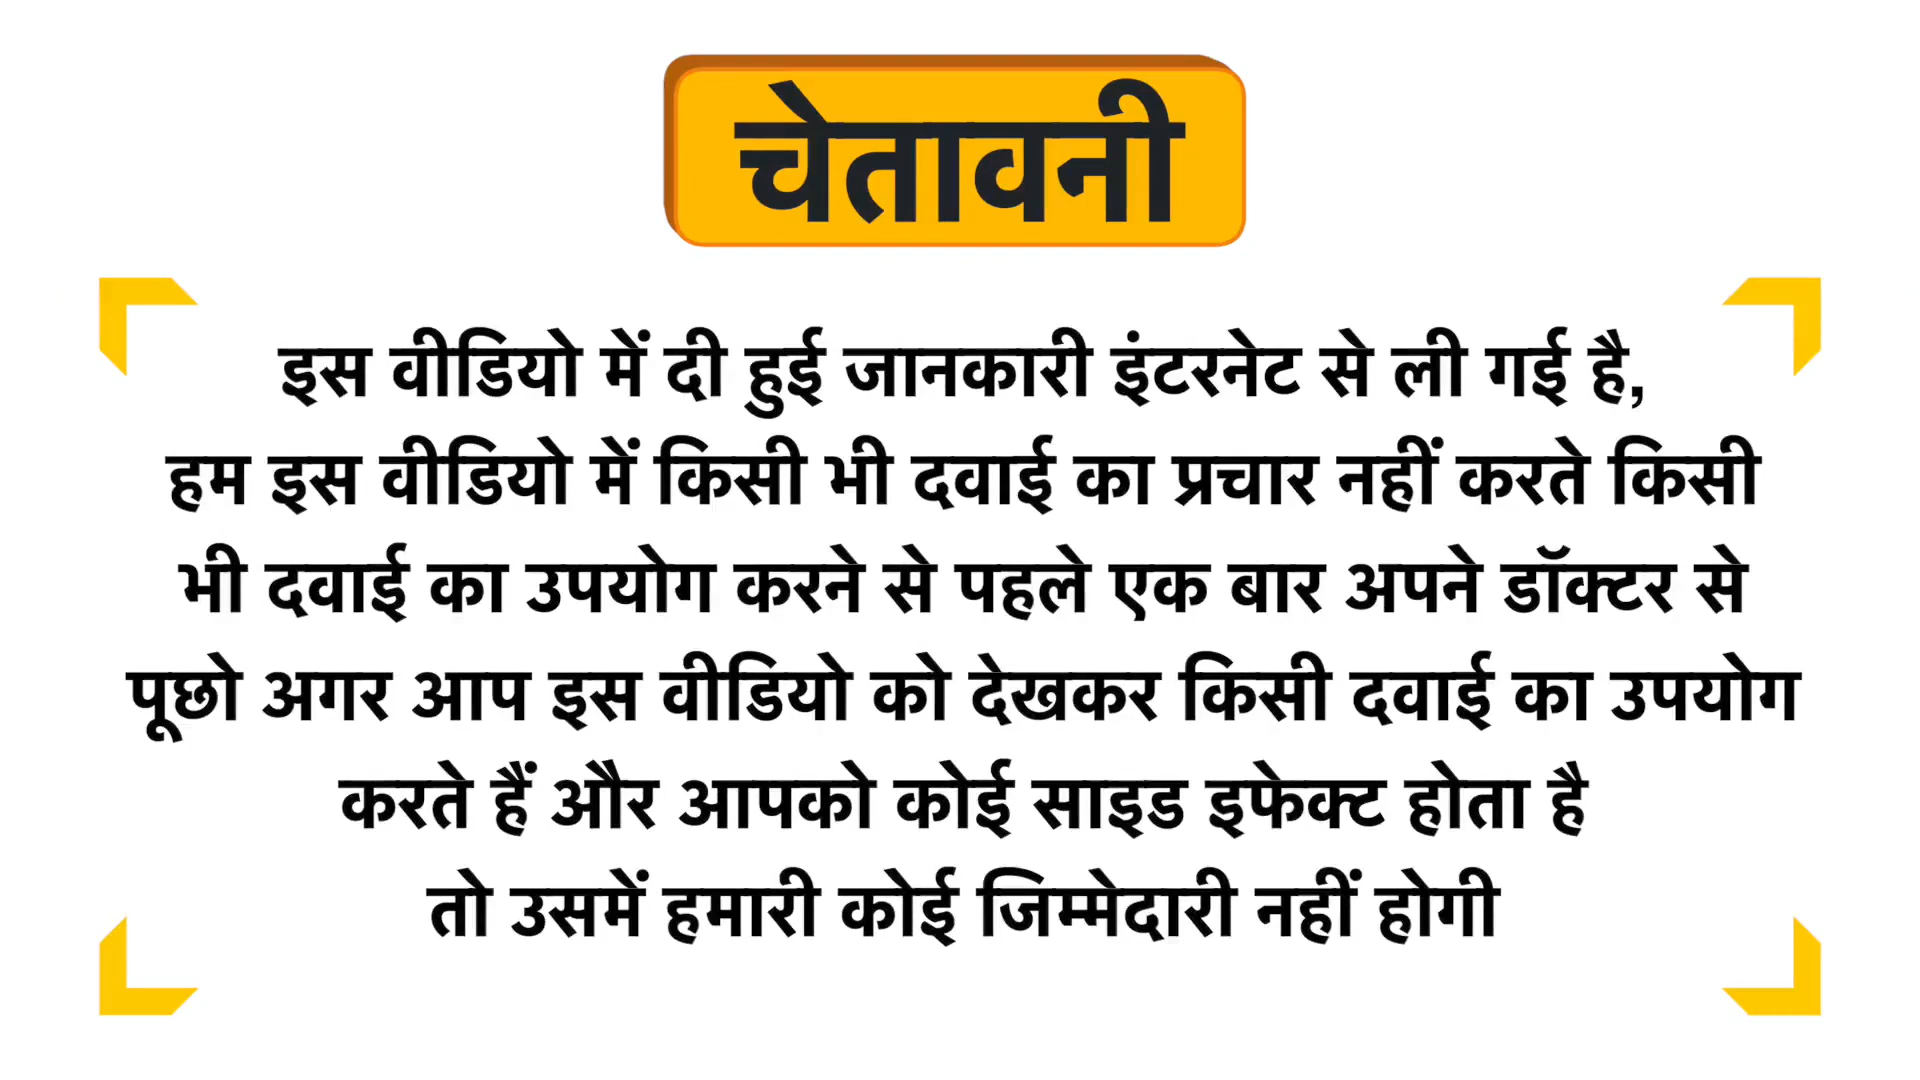 चेतावनी
इस वीडियो में दी हुई जानकारी इंटरनेट से ली गई है,
हम इस वीडियो में किसी भी दवाई का प्रचार नहीं करते किसी
भी दवाई का उपयोग करने से पहले एक बार अपने डॉक्टर से
पूछो अगर आप इस वीडियो को देखकर किसी दवाई का उपयोग
करते हैं और आपको कोई साइड इफेक्ट होता है
तो उसमें हमारी कोई जिम्मेदारी नहीं होगी